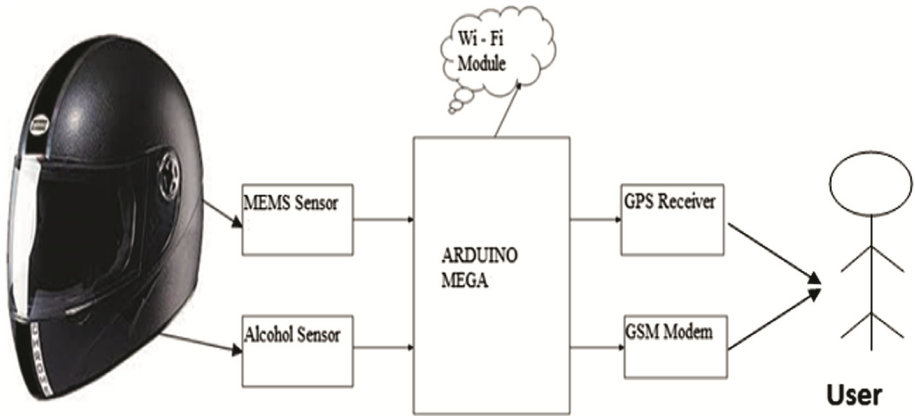 Wi - Fi
Module
MEMS Sensor
GPS Receiver
ARDUINO
MEGA
Alcohol Sensor
GSM Modem
User